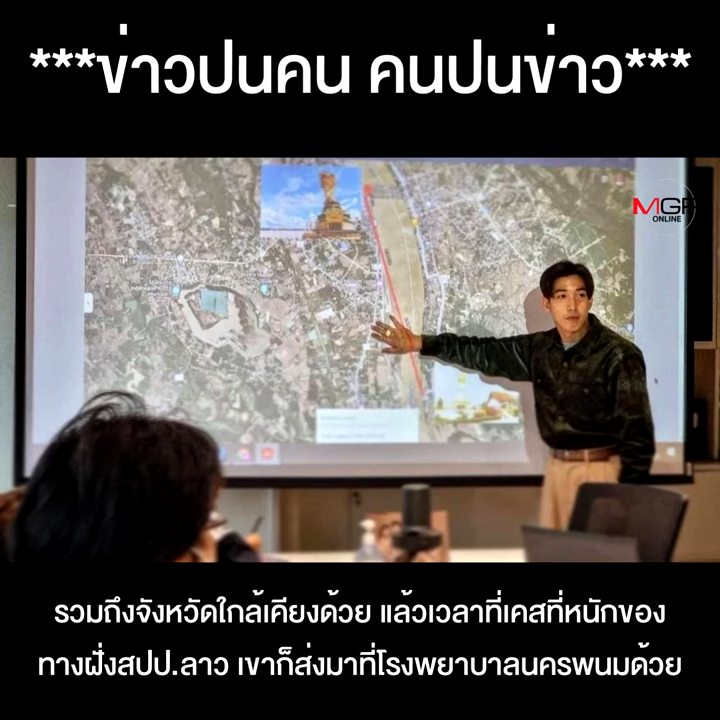 ***ข่าวปนคน คนปนข่าว***
MGR
ONLINE
รวมถึงจังหวัดใกล้เคียงด้วย แล้วเวลาที่เคสที่หนักของ
ทางฝั่งสปป.ลาว เขาก็ส่งมาที่โรงพยาบาลนครพนมด้วย